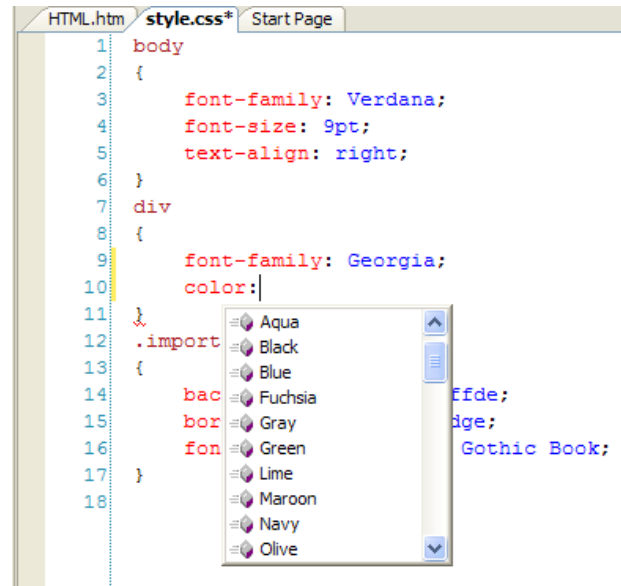 HTML.htm style.css* Start Page
1 body
2 {
3 font-family: Verdana;
4 font-size: 9pt;
5 text-align: right;
6 }
7 div
8 {
9 font-family: Georgia;
10 color:
11 }
12 .import
13 {
14 bac ffde;
15 bor dge;
16 fon Gothic Book;
17 }
18
Aqua
Black
Blue
Fuchsia
Gray
Green
Lime
Maroon
Navy
Olive